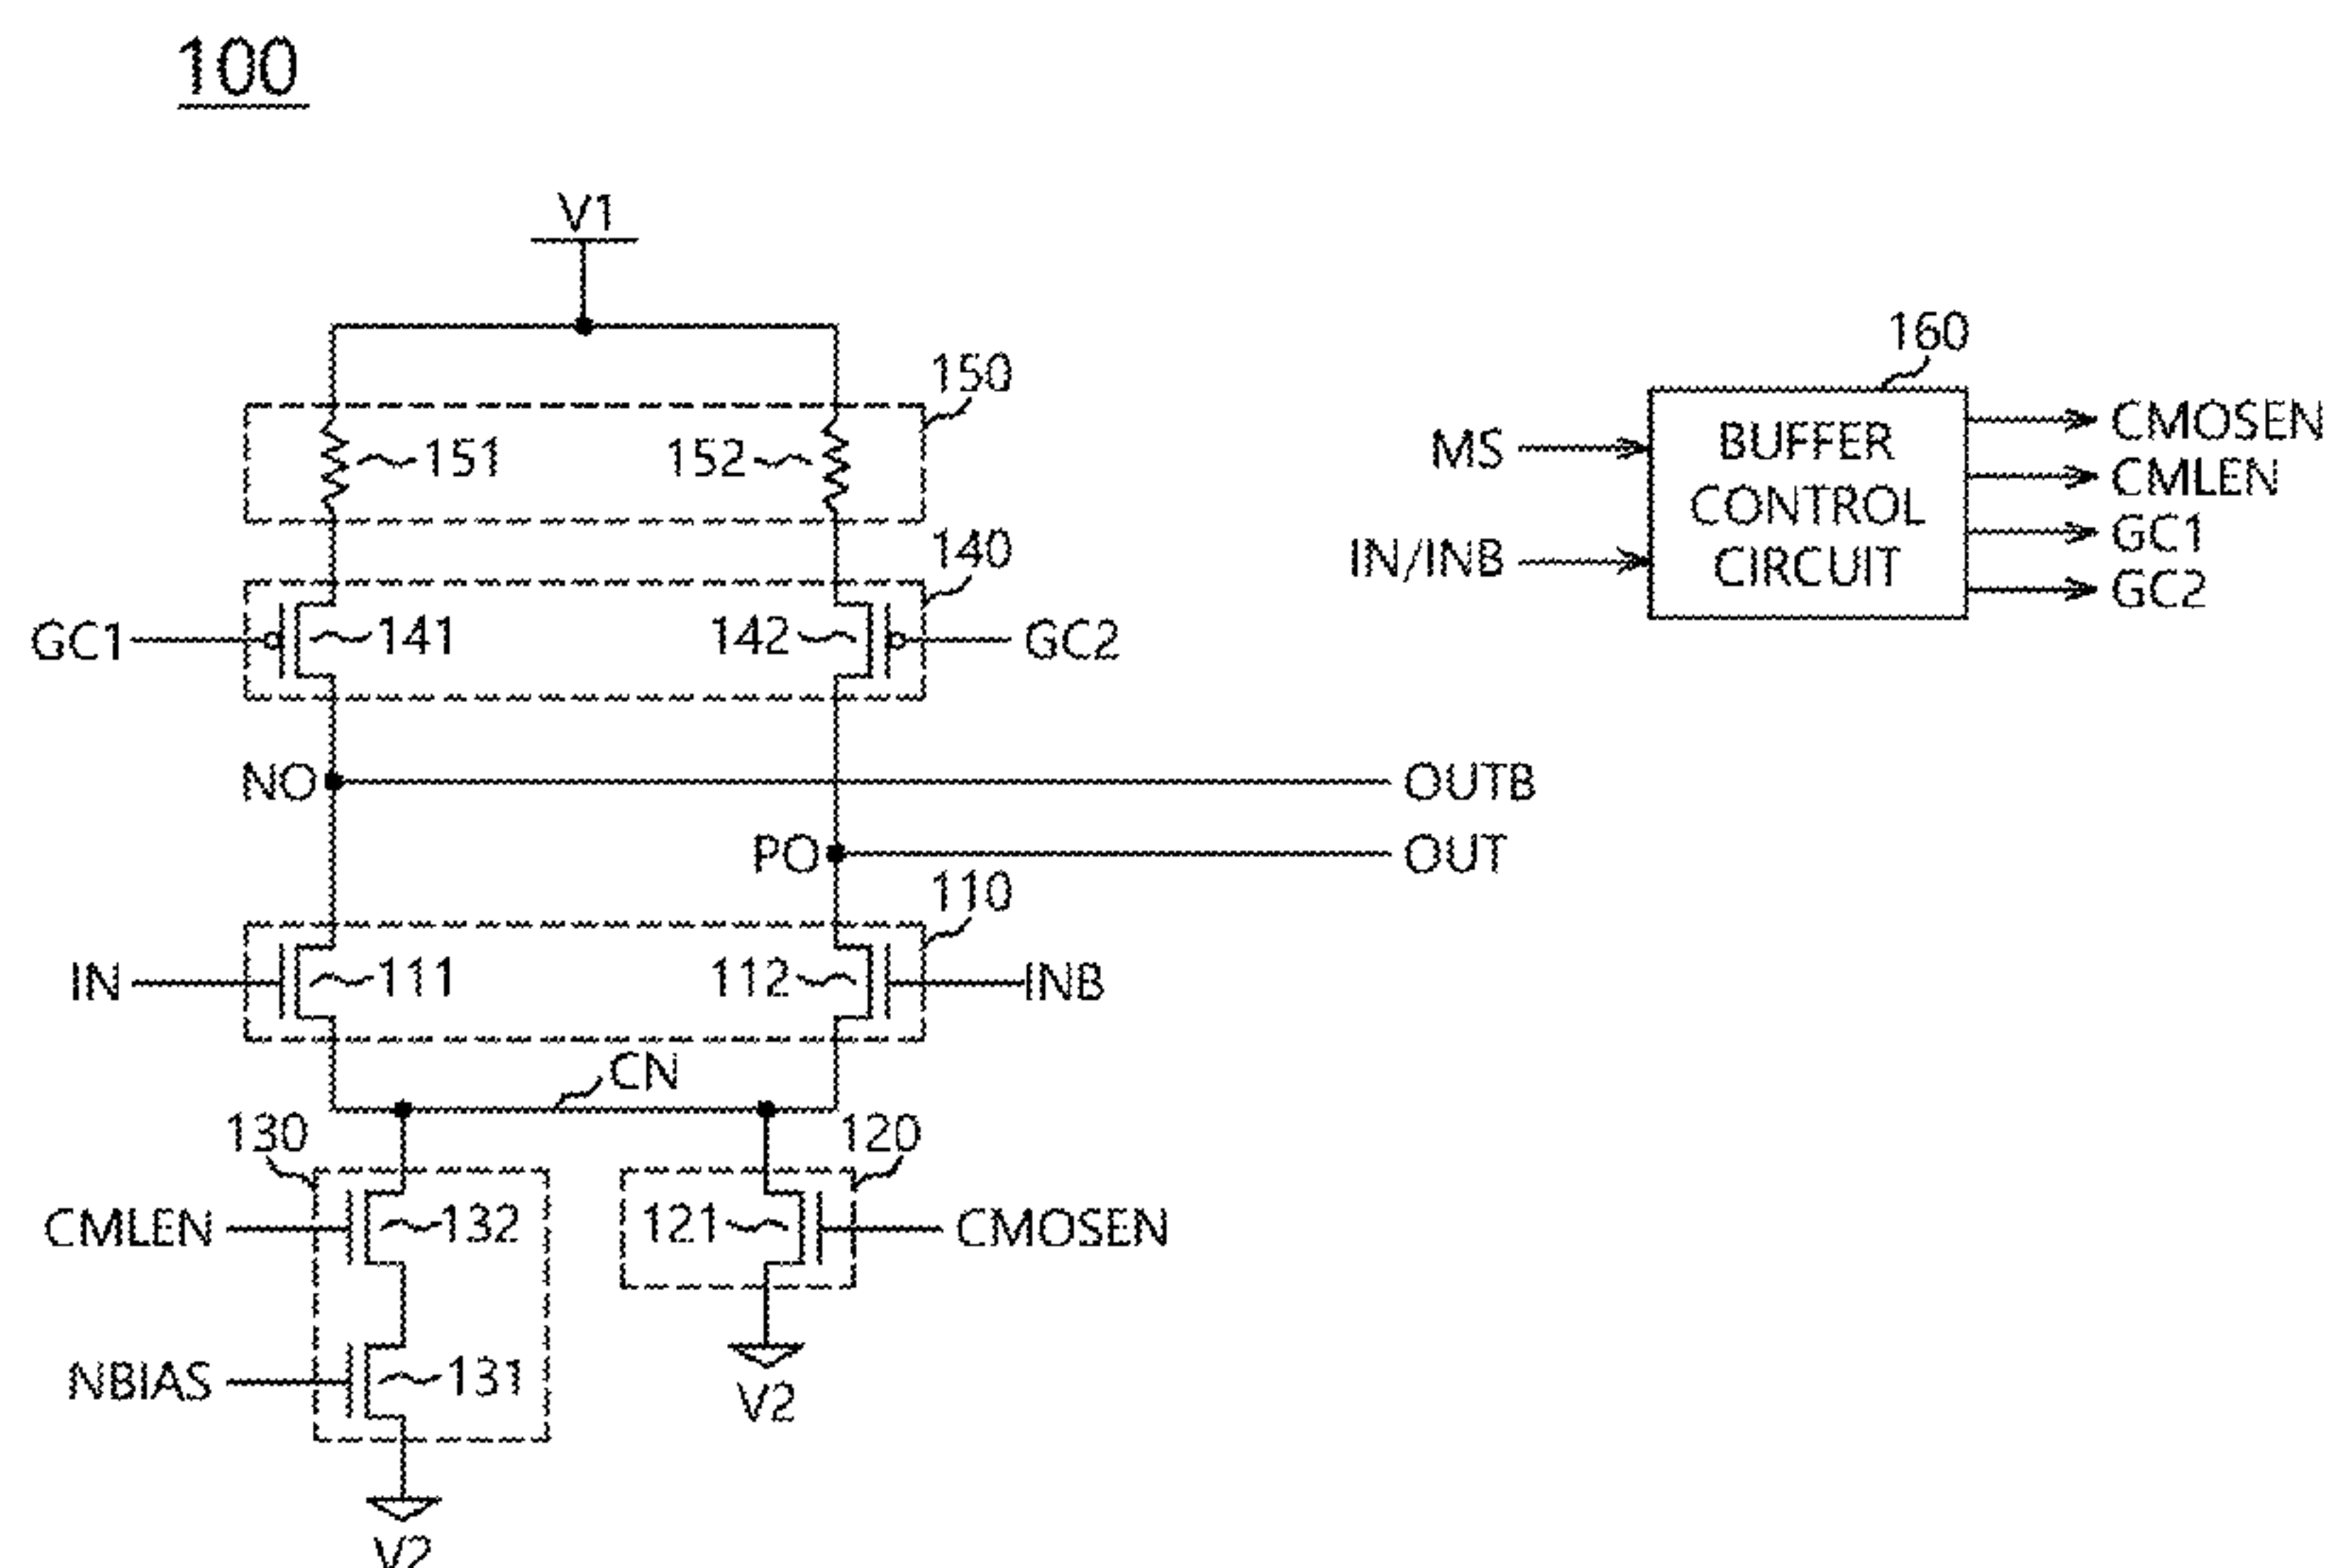 100
V1
150
160
151
152
MS
BUFFER
CONTROL
CIRCUIT
IN/INB
CMOSEN
CMLEN
GC1
GC2
140
GC1
141
142
GC2
NO
OUTB
PO
OUT
110
IN
111
112
INB
CN
130
120
CMLEN
132
121
CMOSEN
NBIAS
131
V2
V2